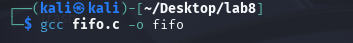 ┌──(kali㉿kali)-[~/Desktop/lab8]
└─$ gcc fifo.c -o fifo